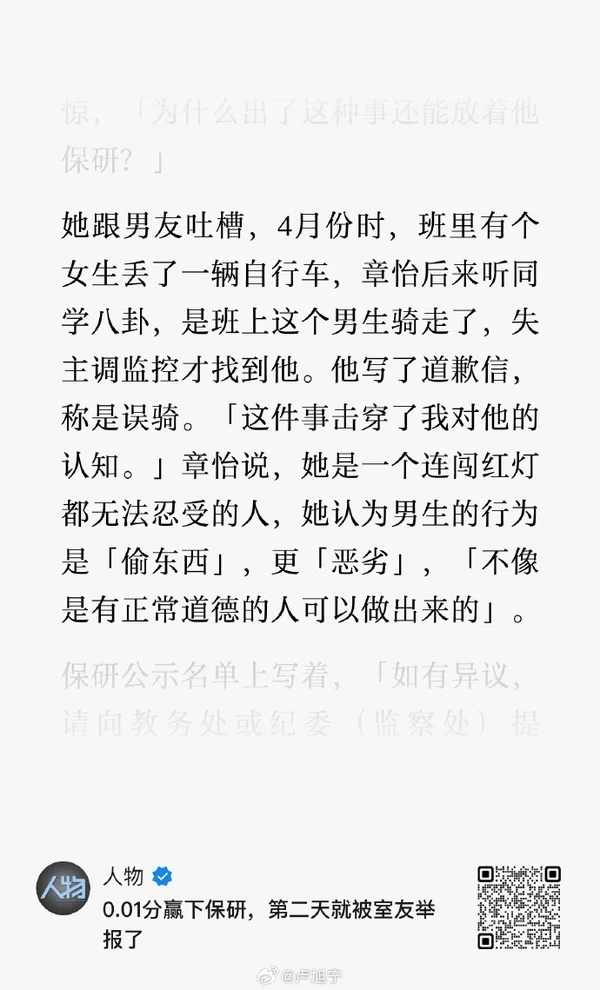 惊，「为什么出了这种事还能放着他
保研？」
她跟男友吐槽，4月份时，班里有个
女生丢了一辆自行车，章怡后来听同
学八卦，是班上这个男生骑走了，失
主调监控才找到他。他写了道歉信，
称是误骑。「这件事击穿了我对他的
认知。」章怡说，她是一个连闯红灯
都无法忍受的人，她认为男生的行为
是「偷东西」，更「恶劣」，「不像
是有正常道德的人可以做出来的」。
保研公示名单上写着，「如有异议，
请向教务处或纪委（监察处）提
人物
人物
0.01分赢下保研，第二天就被室友举
报了
@卢旭宁